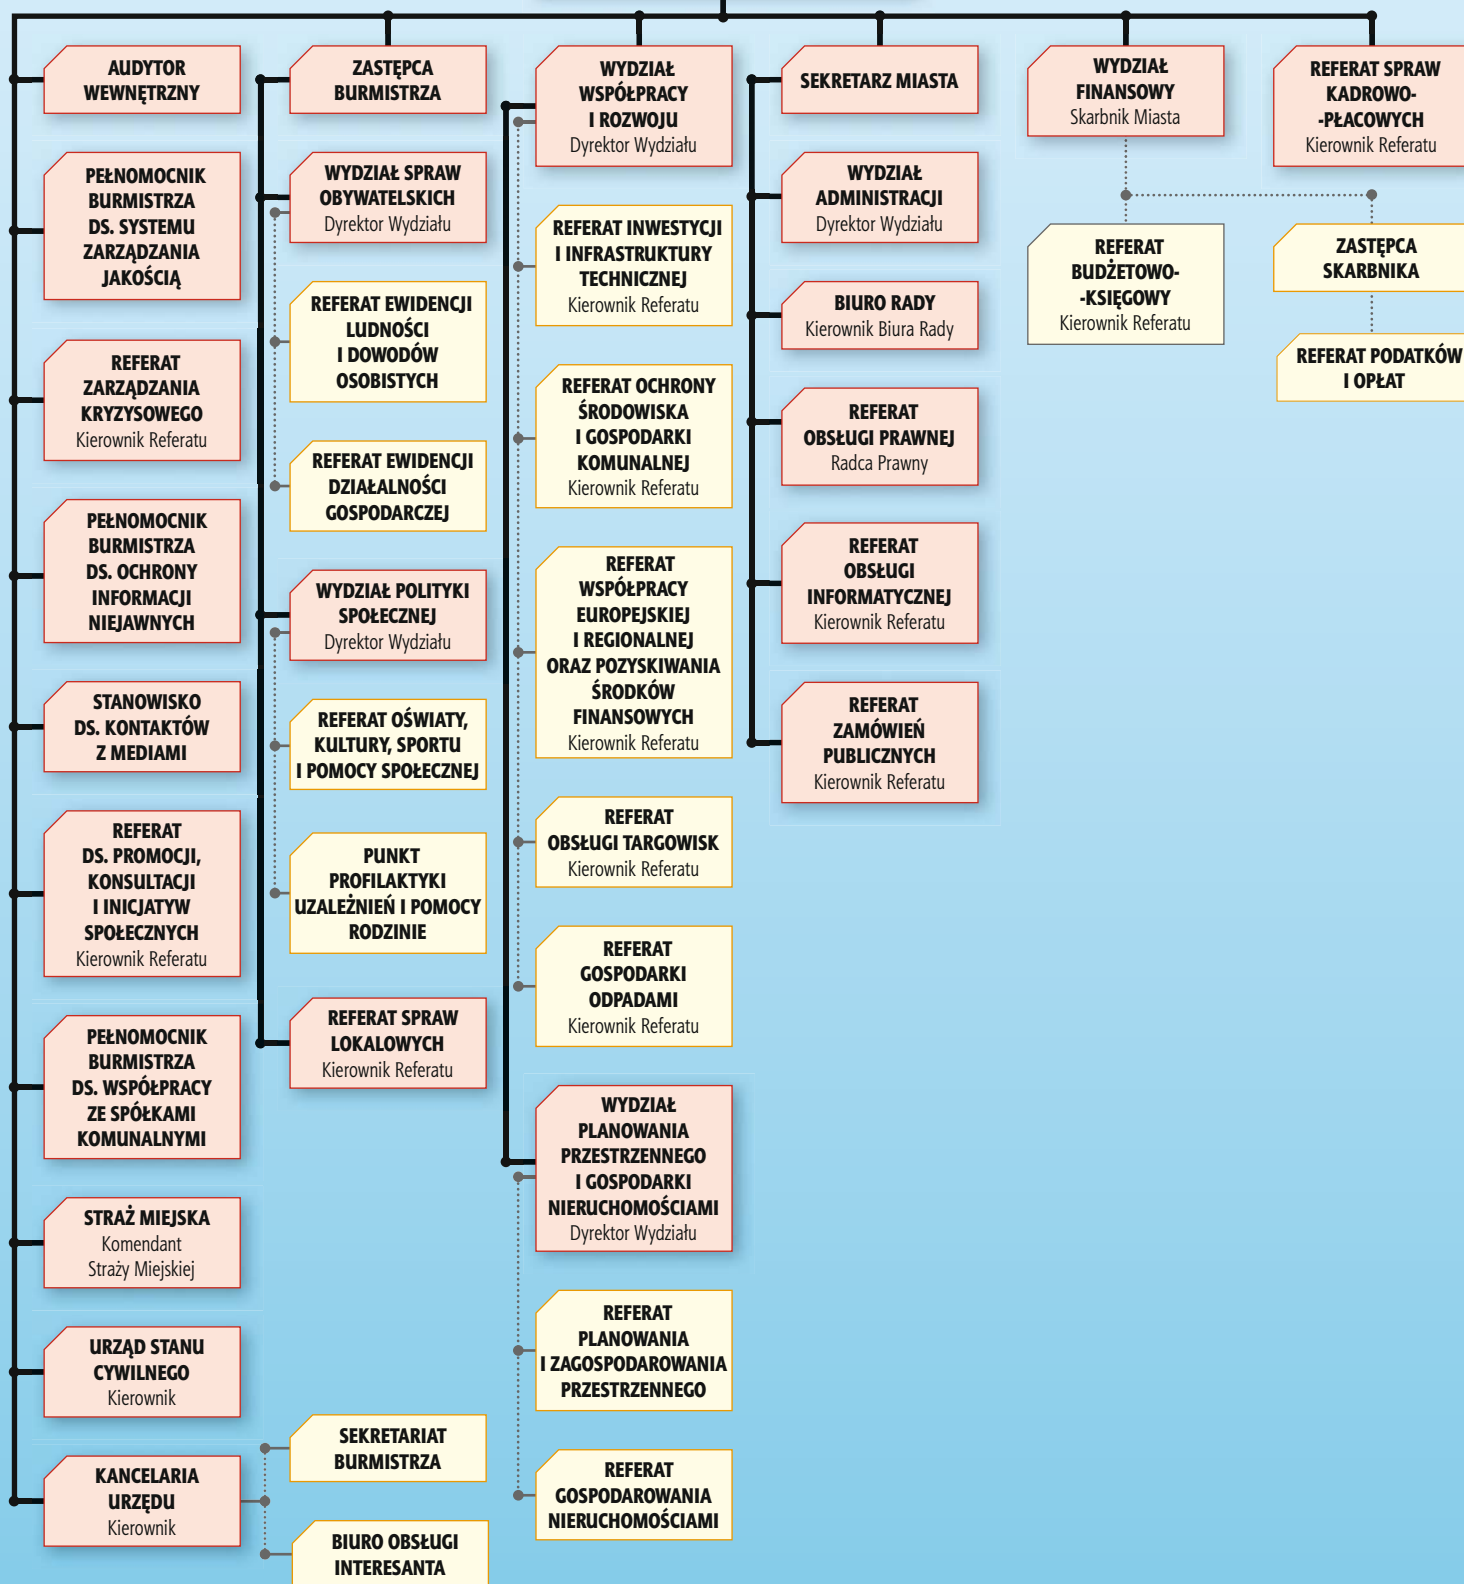 AUDYTOR
WEWNĘTRZNY
PEŁNOMOCNIK
BURMISTRZA
DS. SYSTEMU
ZARZĄDZANIA
JAKOŚCIĄ
REFERAT
ZARZĄDZANIA
KRYZYSOWEGO
Kierownik Referatu
PEŁNOMOCNIK
BURMISTRZA
DS. OCHRONY
INFORMACJI
NIEJAWNYCH
STANOWISKO
DS. KONTAKTÓW
Z MEDIAMI
REFERAT
DS. PROMOCJI,
KONSULTACJI
I INICJATYW
SPOŁECZNYCH
Kierownik Referatu
PEŁNOMOCNIK
BURMISTRZA
DS. WSPÓŁPRACY
ZE SPÓŁKAMI
KOMUNALNYMI
STRAŻ MIEJSKA
Komendant
Straży Miejskiej
URZĄD STANU
CYWILNEGO
Kierownik
KANCELARIA
URZĘDU
Kierownik
ZASTĘPCA
BURMISTRZA
WYDZIAŁ SPRAW
OBYWATELSKICH
Dyrektor Wydziału
REFERAT EWIDENCJI
LUDNOŚCI
I DOWODÓW
OSOBISTYCH
REFERAT EWIDENCJI
DZIAŁALNOŚCI
GOSPODARCZEJ
WYDZIAŁ POLITYKI
SPOŁECZNEJ
Dyrektor Wydziału
REFERAT OŚWIATY,
KULTURY, SPORTU
I POMOCY SPOŁECZNEJ
PUNKT
PROFILAKTYKI
UZALEŻNIEŃ I POMOCY
RODZINIE
REFERAT SPRAW
LOKALOWYCH
Kierownik Referatu
SEKRETARIAT
BURMISTRZA
BIURO OBSŁUGI
INTERESANTA
WYDZIAŁ
WSPÓŁPRACY
I ROZWOJU
Dyrektor Wydziału
REFERAT INWESTYCJI
I INFRASTRUKTURY
TECHNICZNEJ
Kierownik Referatu
REFERAT OCHRONY
ŚRODOWISKA
I GOSPODARKI
KOMUNALNEJ
Kierownik Referatu
REFERAT
WSPÓŁPRACY
EUROPEJSKIEJ
I REGIONALNEJ
ORAZ POZYSKIWANIA
ŚRODKÓW
FINANSOWYCH
Kierownik Referatu
REFERAT
OBSŁUGI TARGOWISK
Kierownik Referatu
REFERAT
GOSPODARKI
ODPADAMI
Kierownik Referatu
WYDZIAŁ
PLANOWANIA
PRZESTRZENNEGO
I GOSPODARKI
NIERUCHOMOŚCIAMI
Dyrektor Wydziału
REFERAT
PLANOWANIA
I ZAGOSPODAROWANIA
PRZESTRZENNEGO
REFERAT
GOSPODAROWANIA
NIERUCHOMOŚCIAMI
SEKRETARZ MIASTA
WYDZIAŁ
ADMINISTRACJI
Dyrektor Wydziału
BIURO RADY
Kierownik Biura Rady
REFERAT
OBSŁUGI PRAWNEJ
Radca Prawny
REFERAT
OBSŁUGI
INFORMATYCZNEJ
Kierownik Referatu
REFERAT
ZAMÓWIEŃ
PUBLICZNYCH
Kierownik Referatu
WYDZIAŁ
FINANSOWY
Skarbnik Miasta
REFERAT
BUDŻETOWO-
-KSIĘGOWY
Kierownik Referatu
REFERAT SPRAW
KADROWO-
-PŁACOWYCH
Kierownik Referatu
ZASTĘPCA
SKARBNIKA
REFERAT PODATKÓW
I OPŁAT